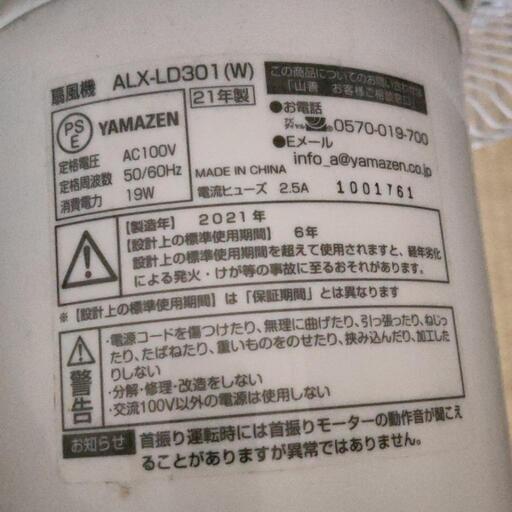 扇風機 ALX-LD301(W)
21年製
PS
E
YAMAZEN
定格電圧 AC100V
定格周波数 50/60Hz
消費電力 19W
この商品についてのお問い合わせは
「山善 お客様ご相談窓口」
●お電話
0570-019-700
●Eメール
info_a@yamazen.co.jp
MADE IN CHINA
電流ヒューズ 2.5A
1001761
【製造年】 2021年
【設計上の標準使用期間】 6年
設計上の標準使用期間を超えて使用されますと、経年劣化
による発火・けが等の事故に至るおそれがあります。
※【設計上の標準使用期間】は「保証期間」とは異なります
警告
・電源コードを傷つけたり、無理に曲げたり、引っ張ったり、ねじっ
たり、たばねたり、重いものをのせたり、挟み込んだり、加工した
りしない
・分解・修理・改造をしない
・交流100V以外の電源は使用しない
お知らせ 首振り運転時には首振りモーターの動作音が聞こえ
ることがありますが異常ではありません。